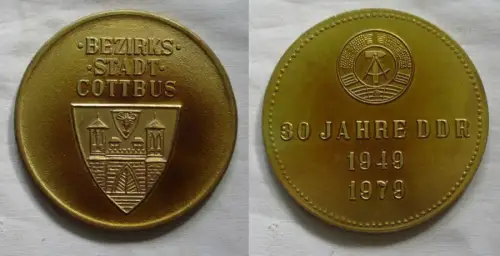 ·BEZIRKS·
·STADT·
COTTBUS
30 JAHRE DDR
1949
1979